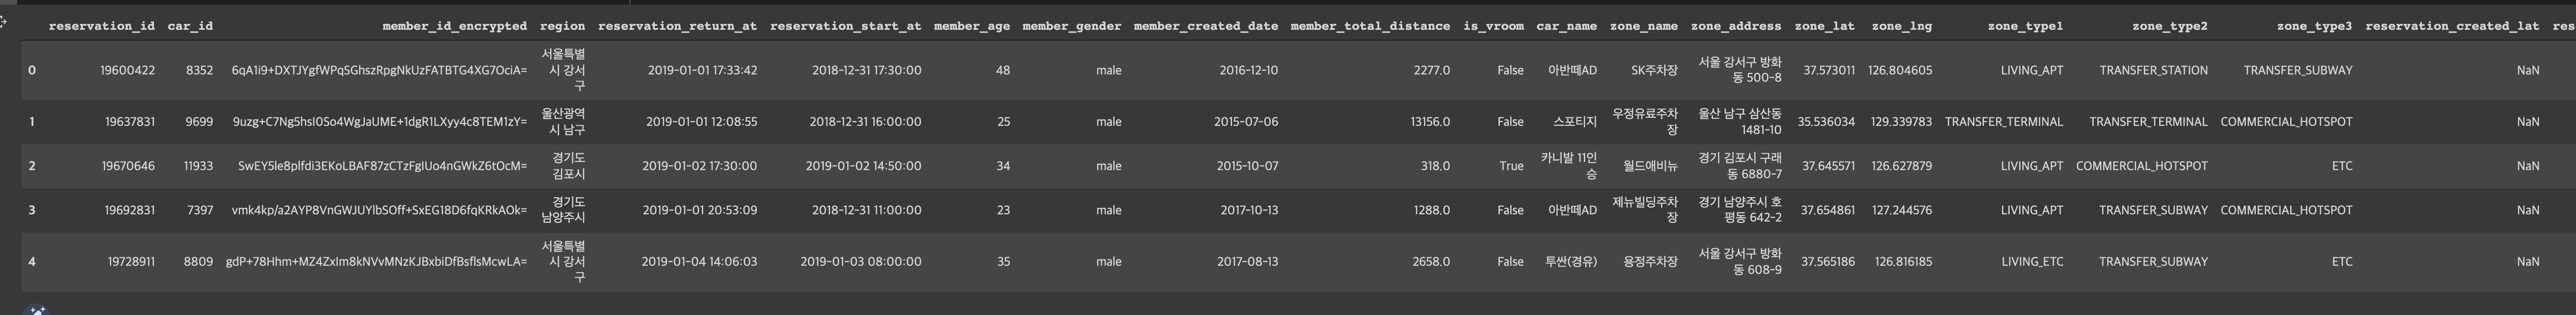 reservation_id car_id member_id_encrypted region reservation_return_at reservation_start_at member_age member_gender member_created_date member_total_distance is_vroom car_name zone_name zone_address zone_lat zone_lng zone_type1 zone_type2 zone_type3 reservation_created_lat res
서울특별
0 19600422 8352 시 강서 2019-01-01 17:33:42 2018-12-31 17:30:00 48 male 2016-12-10 2277.0 False 아반떼AD SK주차장 서울 강서구 방화 37.573011 126.804605 LIVING_APT TRANSFER_STATION TRANSFER_SUBWAY NaN
구 동 500-8
울산광역 우정유료주차 울산 남구 삼산동
1 19637831 9699 2019-01-01 12:08:55 2018-12-31 16:00:00 25 male 2015-07-06 13156.0 False 스포티지 35.536034 129.339783 TRANSFER_TERMINAL TRANSFER_TERMINAL COMMERCIAL_HOTSPOT NaN
시 남구 장 1481-10
경기도 카니발 11인 경기 김포시 구래
2 19670646 11933 2019-01-02 17:30:00 2019-01-02 14:50:00 34 male 2015-10-07 318.0 True 월드애비뉴 37.645571 126.627879 LIVING_APT COMMERCIAL_HOTSPOT ETC NaN
김포시 승 동 6880-7
경기도 제뉴빌딩주차 경기 남양주시 호
3 19692831 7397 2019-01-01 20:53:09 2018-12-31 11:00:00 23 male 2017-10-13 1288.0 False 아반떼AD 37.654861 127.244576 LIVING_APT TRANSFER_SUBWAY COMMERCIAL_HOTSPOT NaN
남양주시 장 평동 642-2
서울특별
4 19728911 8809 시 강서 2019-01-04 14:06:03 2019-01-03 08:00:00 35 male 2017-08-13 2658.0 False 투싼(경유) 용정주차장 서울 강서구 방화 37.565186 126.816185 LIVING_ETC TRANSFER_SUBWAY ETC NaN
구 동 608-9